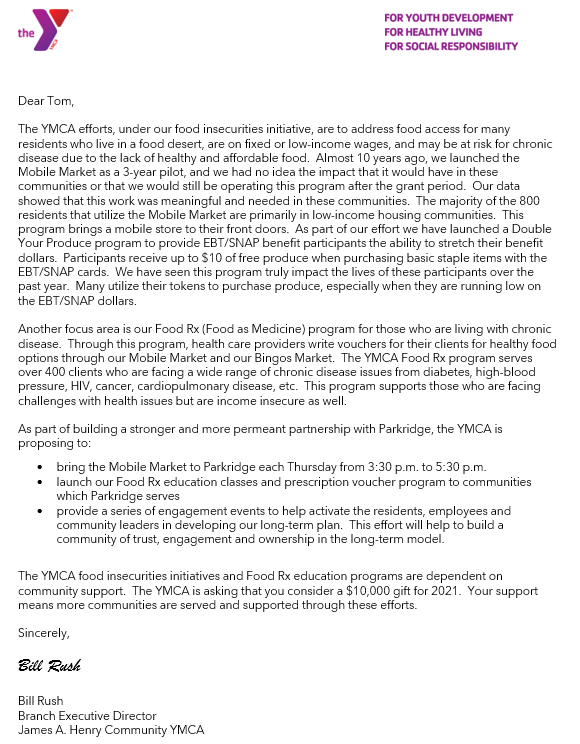 the YMCA
FOR YOUTH DEVELOPMENT
FOR HEALTHY LIVING
FOR SOCIAL RESPONSIBILITY
Dear Tom,
The YMCA efforts, under our food insecurities initiative, are to address food access for many
residents who live in a food desert, are on fixed or low-income wages, and may be at risk for chronic
disease due to the lack of healthy and affordable food.  Almost 10 years ago, we launched the
Mobile Market as a 3-year pilot, and we had no idea the impact that it would have in these
communities or that we would still be operating this program after the grant period.  Our data
showed that this work was meaningful and needed in these communities.  The majority of the 800
residents that utilize the Mobile Market are primarily in low-income housing communities.  This
program brings a mobile store to their front doors.  As part of our effort we have launched a Double
Your Produce program to provide EBT/SNAP benefit participants the ability to stretch their benefit
dollars.  Participants receive up to $10 of free produce when purchasing basic staple items with the
EBT/SNAP cards.  We have seen this program truly impact the lives of these participants over the
past year.  Many utilize their tokens to purchase produce, especially when they are running low on
the EBT/SNAP dollars.
Another focus area is our Food Rx (Food as Medicine) program for those who are living with chronic
disease.  Through this program, health care providers write vouchers for their clients for healthy food
options through our Mobile Market and our Bingos Market.  The YMCA Food Rx program serves
over 400 clients who are facing a wide range of chronic disease issues from diabetes, high-blood
pressure, HIV, cancer, cardiopulmonary disease, etc.  This program supports those who are facing
challenges with health issues but are income insecure as well.
As part of building a stronger and more permeant partnership with Parkridge, the YMCA is
proposing to:
• bring the Mobile Market to Parkridge each Thursday from 3:30 p.m. to 5:30 p.m.
• launch our Food Rx education classes and prescription voucher program to communities
which Parkridge serves
• provide a series of engagement events to help activate the residents, employees and
community leaders in developing our long-term plan.  This effort will help to build a
community of trust, engagement and ownership in the long-term model.
The YMCA food insecurities initiatives and Food Rx education programs are dependent on
community support.  The YMCA is asking that you consider a $10,000 gift for 2021.  Your support
means more communities are served and supported through these efforts.
Sincerely,
Bill Rush
Bill Rush
Branch Executive Director
James A. Henry Community YMCA